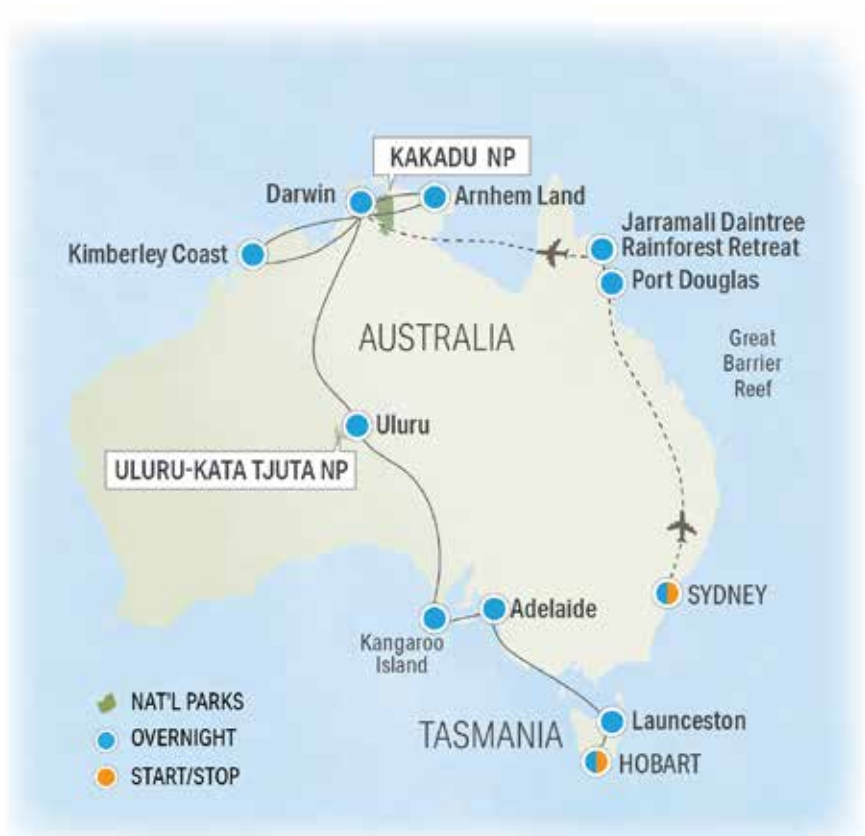 KAKADU NP
Darwin
Arnhem Land
Jarramali Daintree
Rainforest Retreat
Kimberley Coast
Port Douglas
AUSTRALIA
Great
Barrier
Reef
Uluru
ULURU-KATA TJUTA NP
SYDNEY
Adelaide
Kangaroo
Island
NAT'L PARKS
OVERNIGHT
START/STOP
TASMANIA
Launceston
HOBART